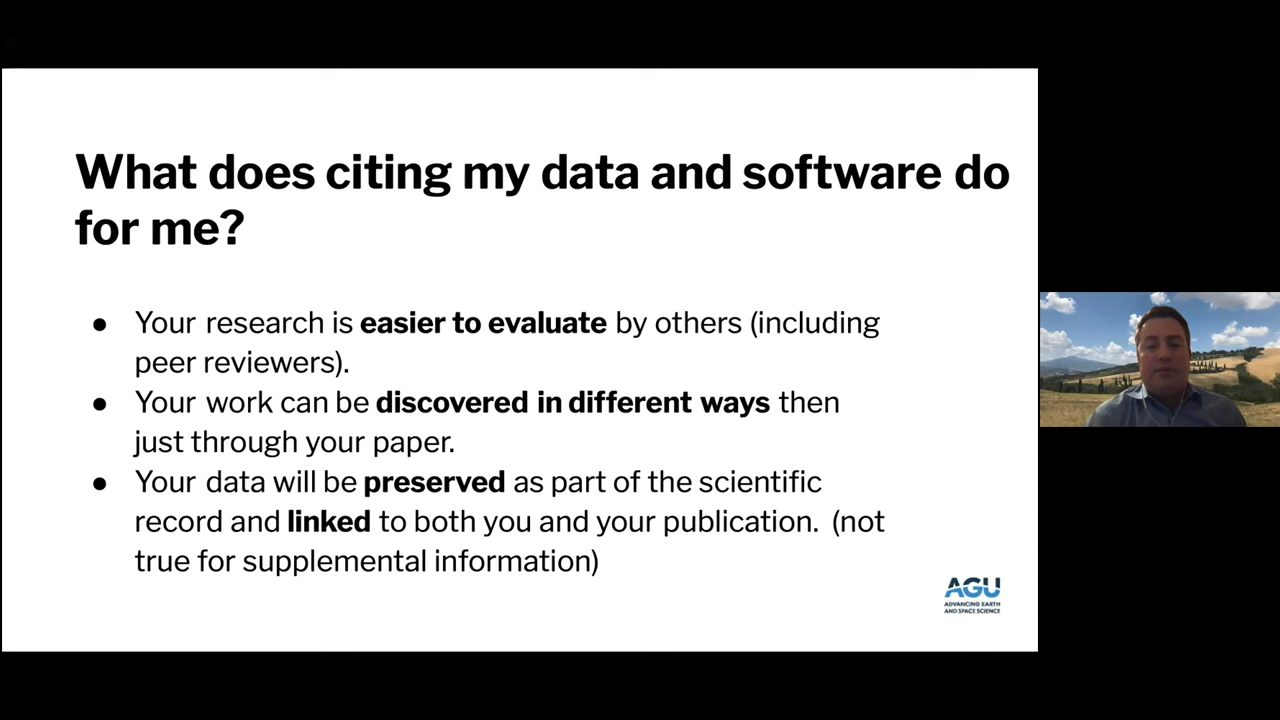 What does citing my data and software do
for me?
● Your research is easier to evaluate by others (including
peer reviewers).
● Your work can be discovered in different ways then
just through your paper.
● Your data will be preserved as part of the scientific
record and linked to both you and your publication. (not
true for supplemental information)
AGU
ADVANCING EARTH
AND SPACE SCIENCE